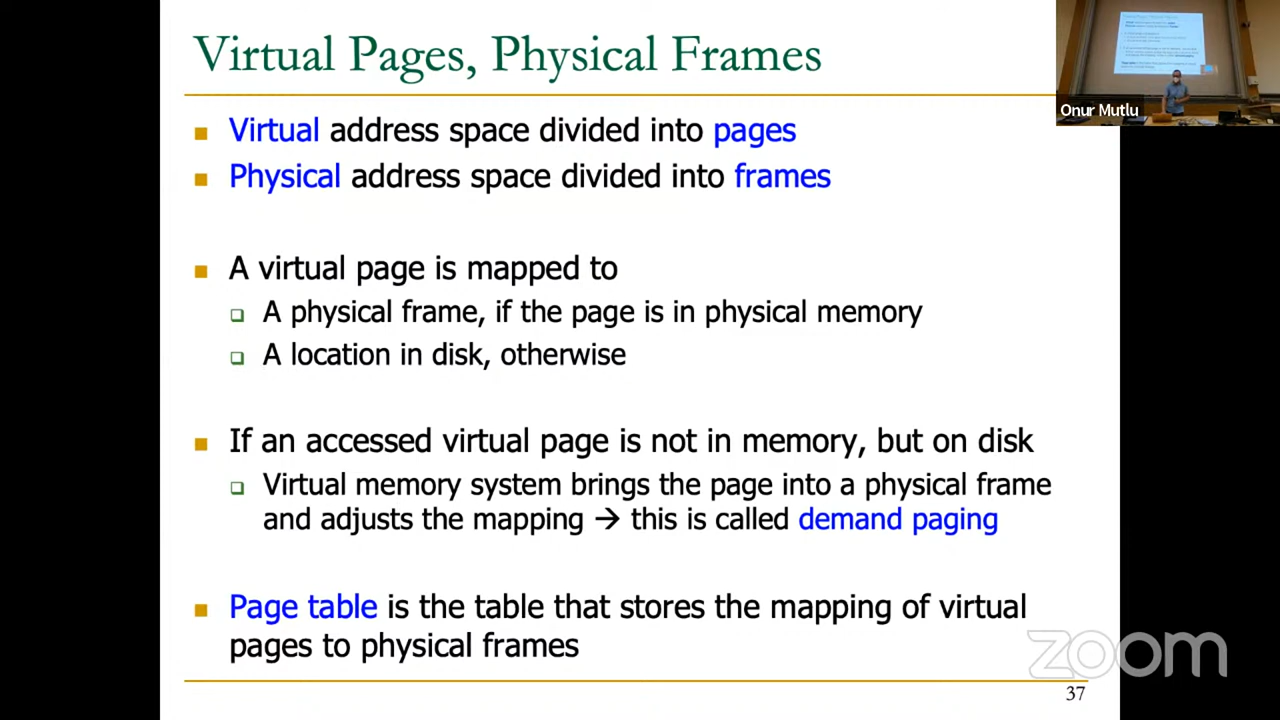 Virtual Pages, Physical Frames
Onur Mutlu
Virtual address space divided into pages
Physical address space divided into frames
A virtual page is mapped to
A physical frame, if the page is in physical memory
A location in disk, otherwise
If an accessed virtual page is not in memory, but on disk
Virtual memory system brings the page into a physical frame
and adjusts the mapping → this is called demand paging
Page table is the table that stores the mapping of virtual
pages to physical frames
zoom
37